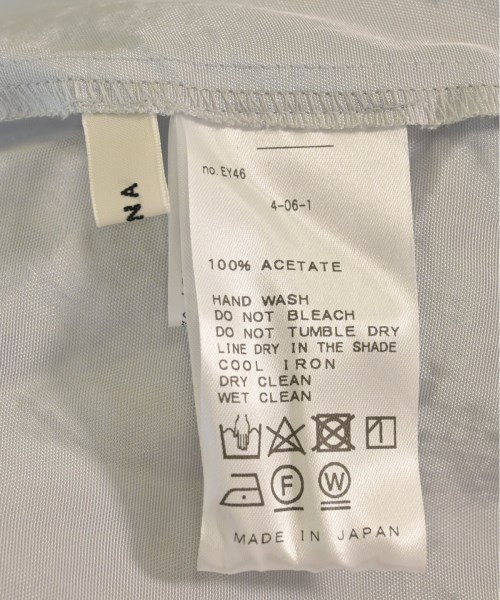 no.EY46
4-06-1
100% ACETATE
HAND WASH
DO NOT BLEACH
DO NOT TUMBLE DRY
LINE DRY IN THE SHADE
COOL IRON
DRY CLEAN
WET CLEAN
F W
MADE IN JAPAN
NA